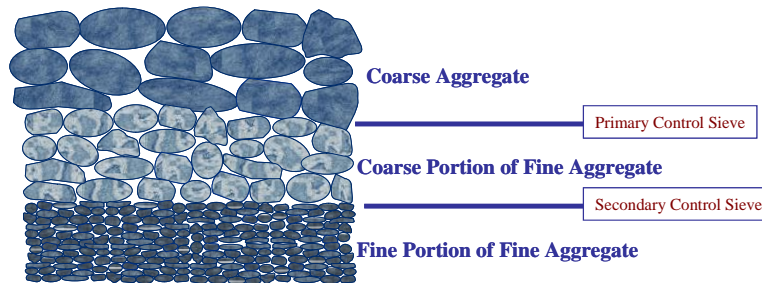 Coarse Aggregate
Primary Control Sieve
Coarse Portion of Fine Aggregate
Secondary Control Sieve
Fine Portion of Fine Aggregate